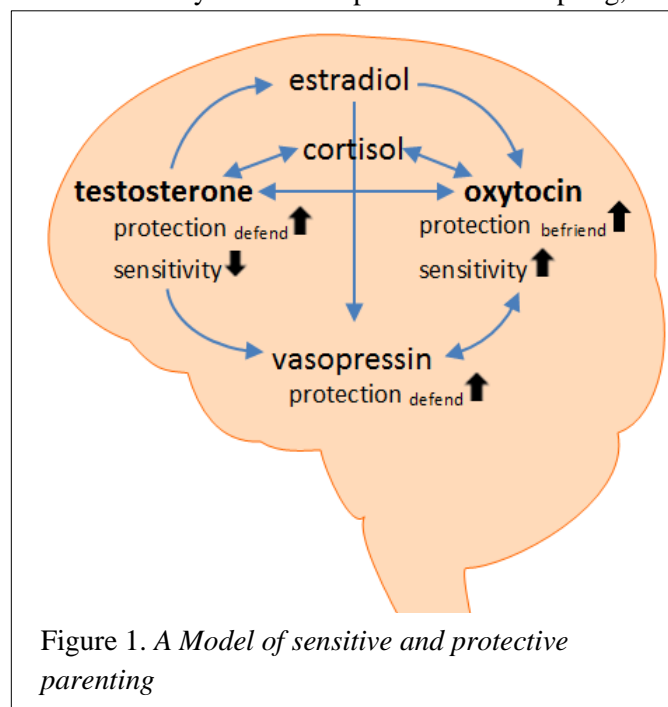 estradiol
cortisol
testosterone
oxytocin
protection defend
protection befriend
sensitivity
sensitivity
vasopressin
protection defend
Figure 1. A Model of sensitive and protective
parenting